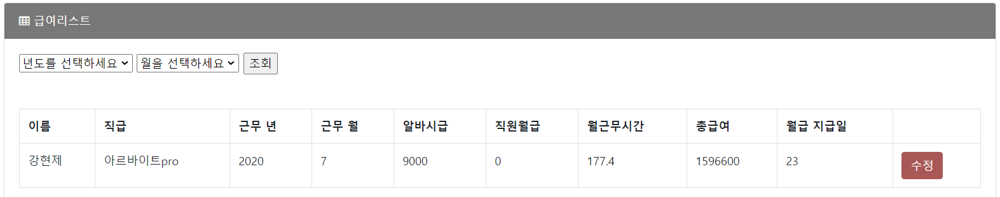 급여리스트
년도를 선택하세요 월을 선택하세요 조회
이름 직급 근무 년 근무 월 알바시급 직원월급 월근무시간 총급여 월급 지급일
강현제 아르바이트pro 2020 7 9000 0 177.4 1596600 23 수정